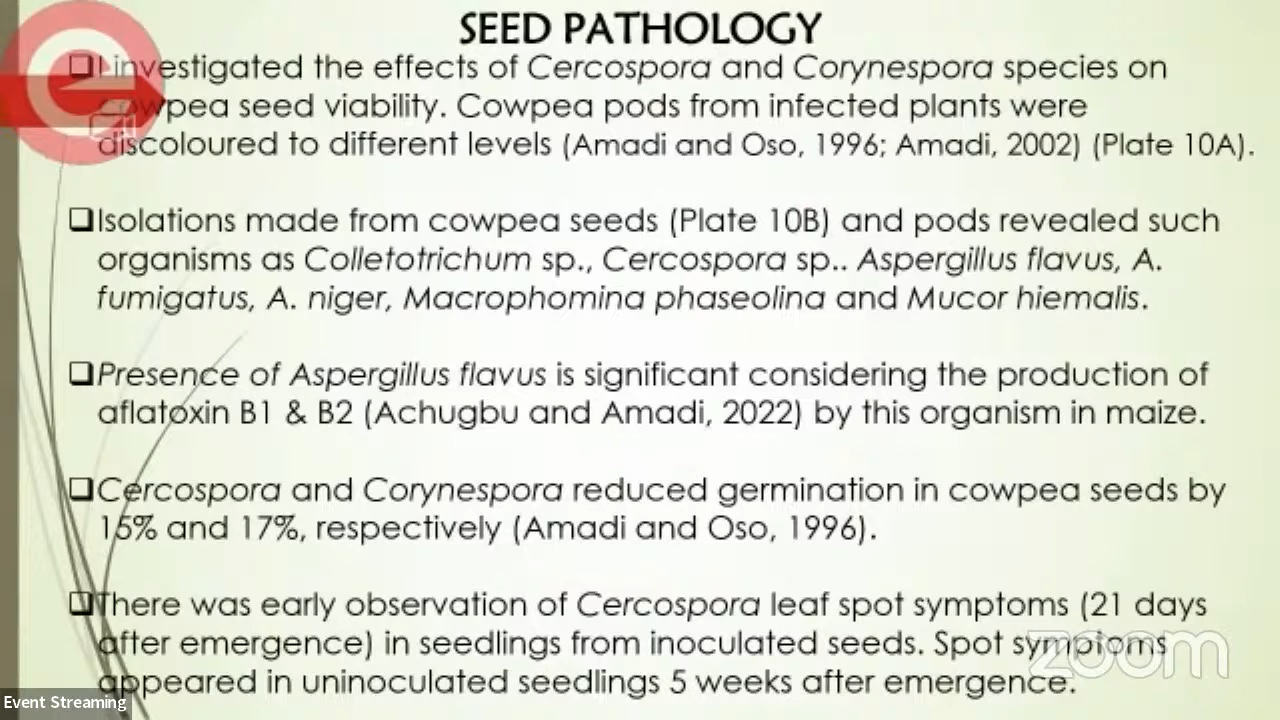 SEED PATHOLOGY
❑I investigated the effects of Cercospora and Corynespora species on
cowpea seed viability. Cowpea pods from infected plants were
discoloured to different levels (Amadi and Oso, 1996; Amadi, 2002) (Plate 10A).
❑Isolations made from cowpea seeds (Plate 10B) and pods revealed such
organisms as Colletotrichum sp., Cercospora sp.. Aspergillus flavus, A.
fumigatus, A. niger, Macrophomina phaseolina and Mucor hiemalis.
❑Presence of Aspergillus flavus is significant considering the production of
aflatoxin B1 & B2 (Achugbu and Amadi, 2022) by this organism in maize.
❑Cercospora and Corynespora reduced germination in cowpea seeds by
15% and 17%, respectively (Amadi and Oso, 1996).
❑There was early observation of Cercospora leaf spot symptoms (21 days
after emergence) in seedlings from inoculated seeds. Spot symptoms
appeared in uninoculated seedlings 5 weeks after emergence.
zoom
Event Streaming